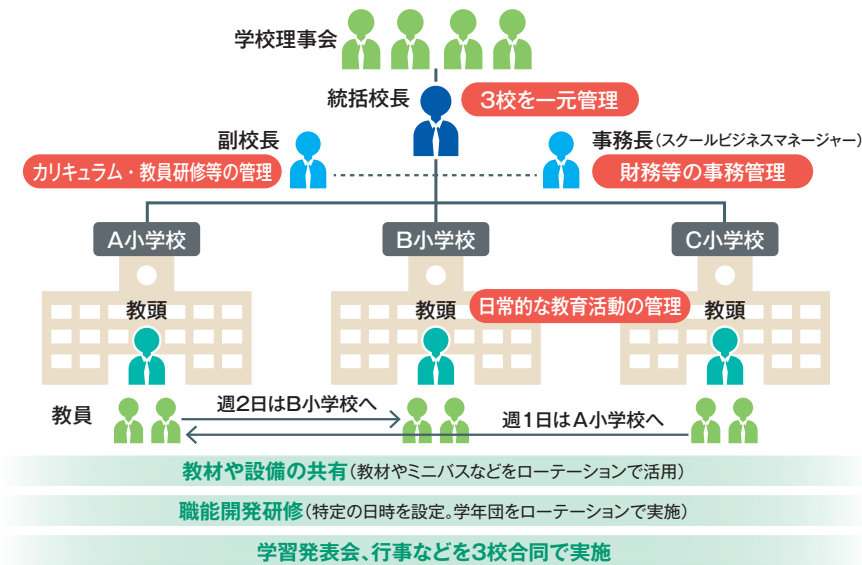 学校理事会
統括校長
3校を一元管理
副校長
カリキュラム・教員研修等の管理
事務長(スクールビジネスマネージャー)
財務等の事務管理
A小学校
B小学校
C小学校
教頭
教頭
日常的な教育活動の管理
教頭
教員
週2日はB小学校へ
週1日はA小学校へ
教材や設備の共有(教材やミニバスなどをローテーションで活用)
職能開発研修(特定の日時を設定。学年団をローテーションで実施)
学習発表会、行事などを3校合同で実施